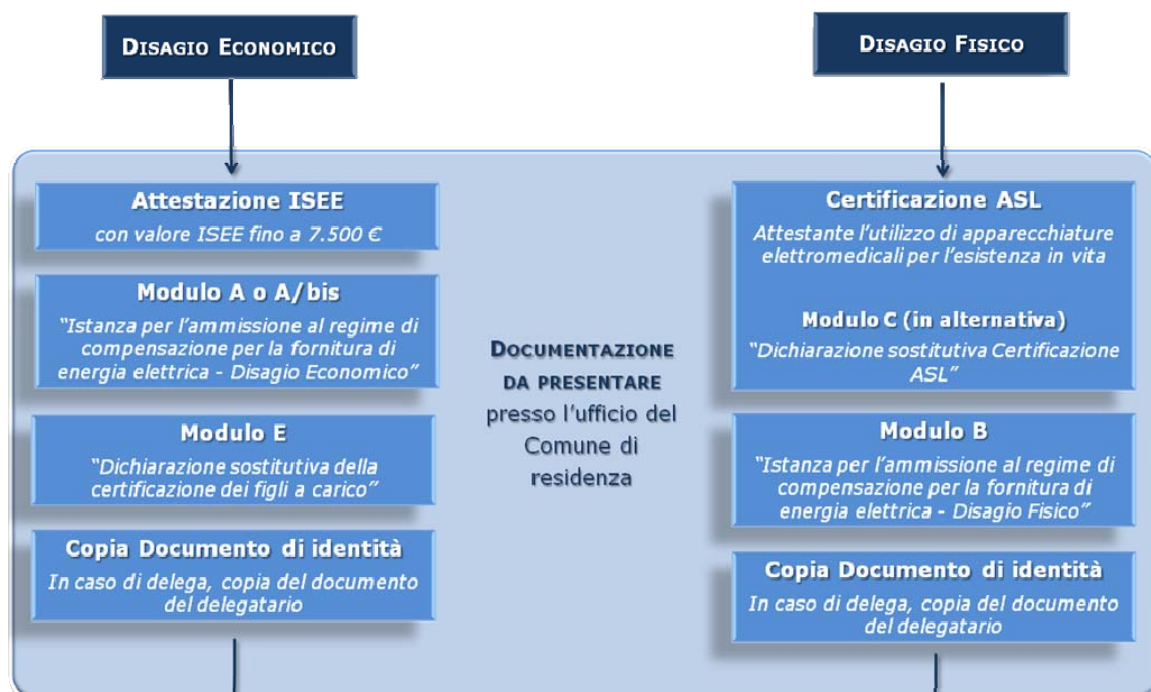 DISAGIO ECONOMICO
DISAGIO FISICO
Attestazione ISEE
con valore ISEE fino a 7.500 €
Modulo A o A/bis
“Istanza per l’ammissione al regime di
compensazione per la fornitura di
energia elettrica - Disagio Economico”
Modulo E
“Dichiarazione sostitutiva della
certificazione dei figli a carico”
Copia Documento di identità
In caso di delega, copia del documento
del delegatario
DOCUMENTAZIONE
DA PRESENTARE
presso l’ufficio del
Comune di
residenza
Certificazione ASL
Attestante l’utilizzo di apparecchiature
elettromedicali per l’esistenza in vita
Modulo C (in alternativa)
“Dichiarazione sostitutiva Certificazione
ASL”
Modulo B
“Istanza per l’ammissione al regime di
compensazione per la fornitura di
energia elettrica - Disagio Fisico”
Copia Documento di identità
In caso di delega, copia del documento
del delegatario